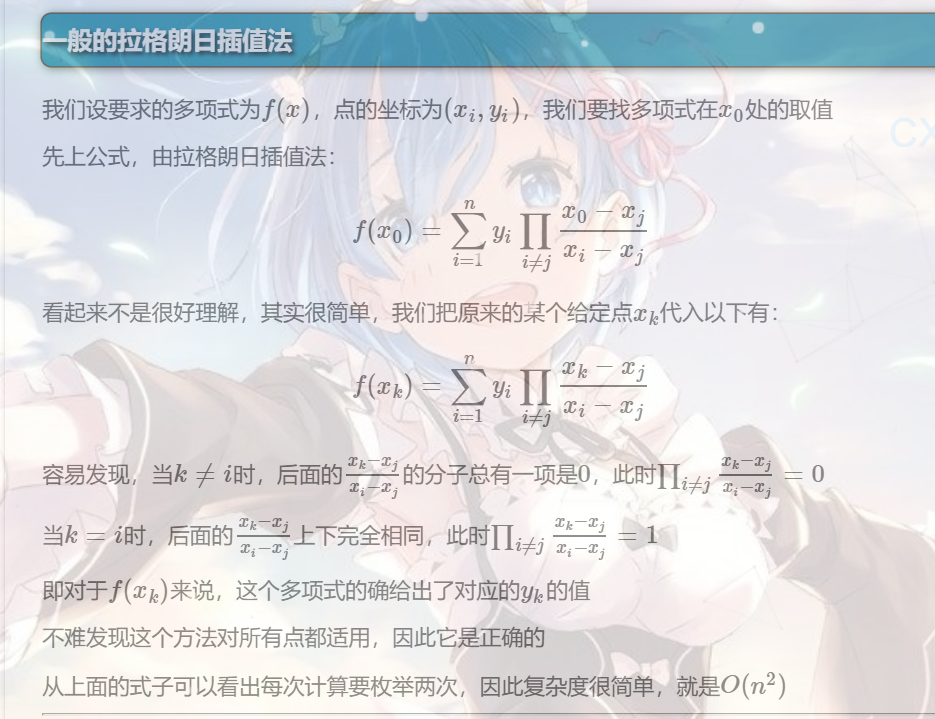 一般的拉格朗日插值法
CX
我们设要求的多项式为f(x)，点的坐标为(x_i, y_i)，我们要找多项式在x_0处的取值
先上公式，由拉格朗日插值法：
f(x_0) = \sum_{i=1}^{n} y_i \prod_{i \neq j} \frac{x_0 - x_j}{x_i - x_j}
看起来不是很好理解，其实很简单，我们把原来的某个给定点x_k代入以下有：
f(x_k) = \sum_{i=1}^{n} y_i \prod_{i \neq j} \frac{x_k - x_j}{x_i - x_j}
容易发现，当k \neq i时，后面的\frac{x_k - x_j}{x_i - x_j}的分子总有一项是0，此时\prod_{i \neq j} \frac{x_k - x_j}{x_i - x_j} = 0
当k = i时，后面的\frac{x_k - x_j}{x_i - x_j}上下完全相同，此时\prod_{i \neq j} \frac{x_k - x_j}{x_i - x_j} = 1
即对于f(x_k)来说，这个多项式的确给出了对应的y_k的值
不难发现这个方法对所有点都适用，因此它是正确的
从上面的式子可以看出每次计算要枚举两次，因此复杂度很简单，就是O(n^2)